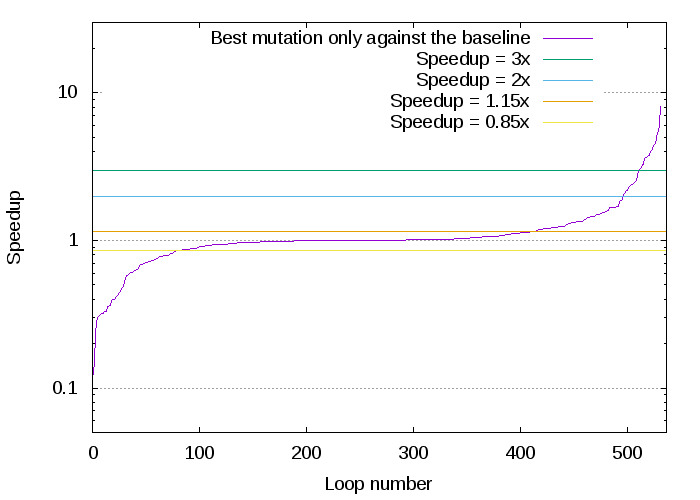 Best mutation only against the baseline
Speedup = 3x
Speedup = 2x
Speedup = 1.15x
Speedup = 0.85x
10
1
0.1
Speedup
0 100 200 300 400 500
Loop number